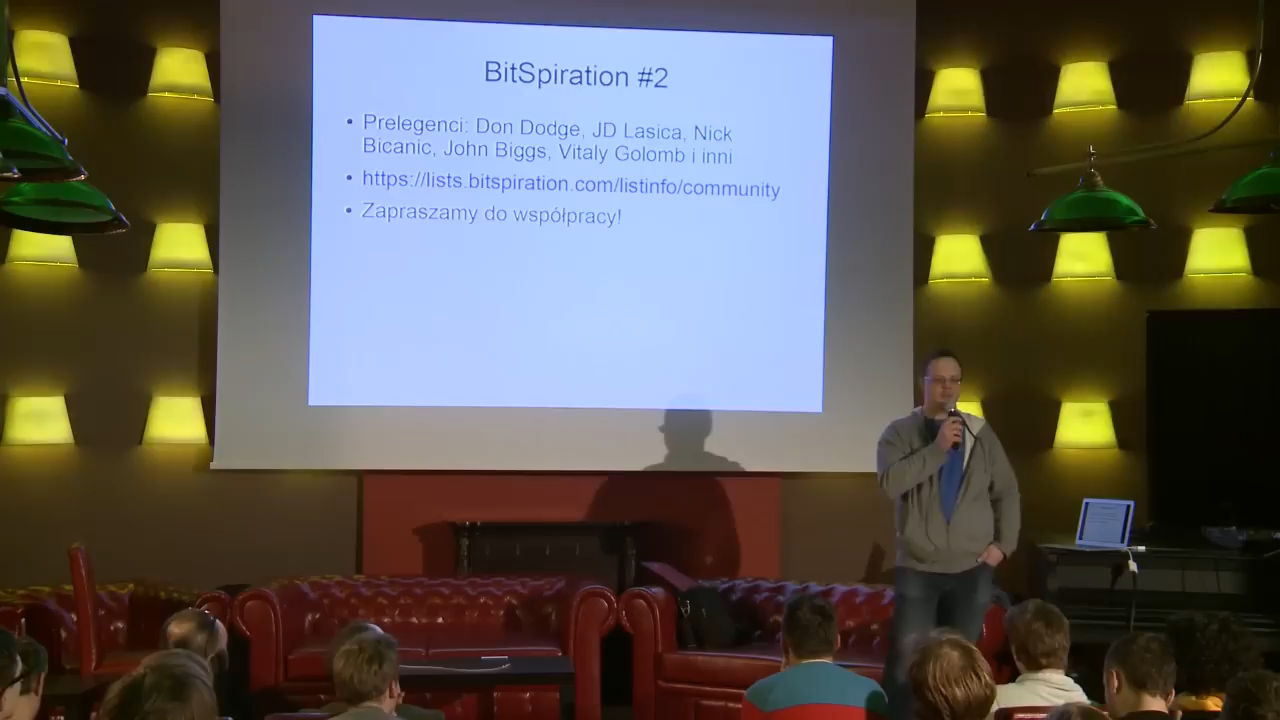 BitSpiration #2
• Prelegenci: Don Dodge, JD Lasica, Nick
Bicanic, John Biggs, Vitaly Golomb i inni
• https://lists.bitspiration.com/listinfo/community
• Zapraszamy do współpracy!